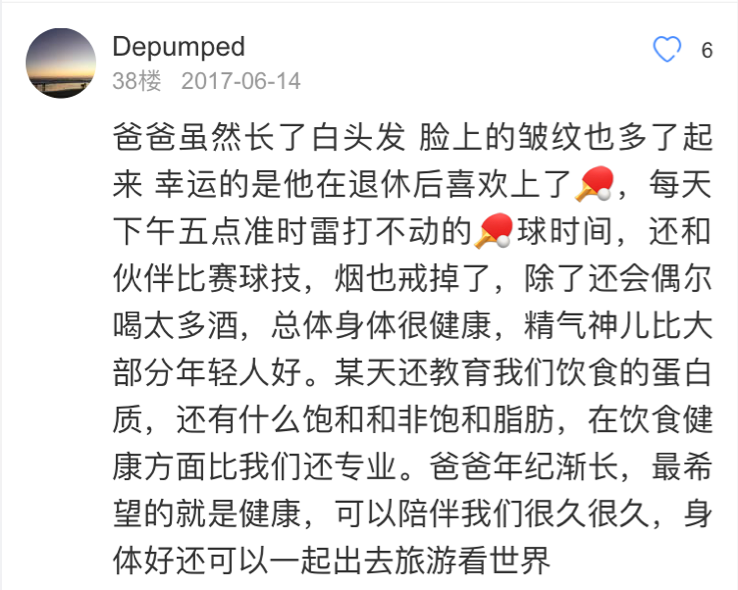 Depumped
6
38楼 2017-06-14
爸爸虽然长了白头发 脸上的皱纹也多了起
来 幸运的是他在退休后喜欢上了🏓，每天
下午五点准时雷打不动的🏓球时间，还和
伙伴比赛球技，烟也戒掉了，除了还会偶尔
喝太多酒，总体身体很健康，精气神儿比大
部分年轻人好。某天还教育我们饮食的蛋白
质，还有什么饱和和非饱和脂肪，在饮食健
康方面比我们还专业。爸爸年纪渐长，最希
望的就是健康，可以陪伴我们很久很久，身
体好还可以一起出去旅游看世界